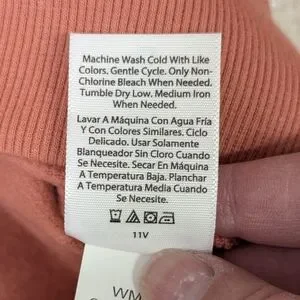 Machine Wash Cold With Like
Colors. Gentle Cycle. Only Non-
Chlorine Bleach When Needed.
Tumble Dry Low. Medium Iron
When Needed.
Lavar A Máquina Con Agua Fría
Y Con Colores Similares. Ciclo
Delicado. Usar Solamente
Blanqueador Sin Cloro Cuando
Se Necesite. Secar En Máquina
A Temperatura Baja. Planchar
A Temperatura Media Cuando
Se Necesite.
11V
WM